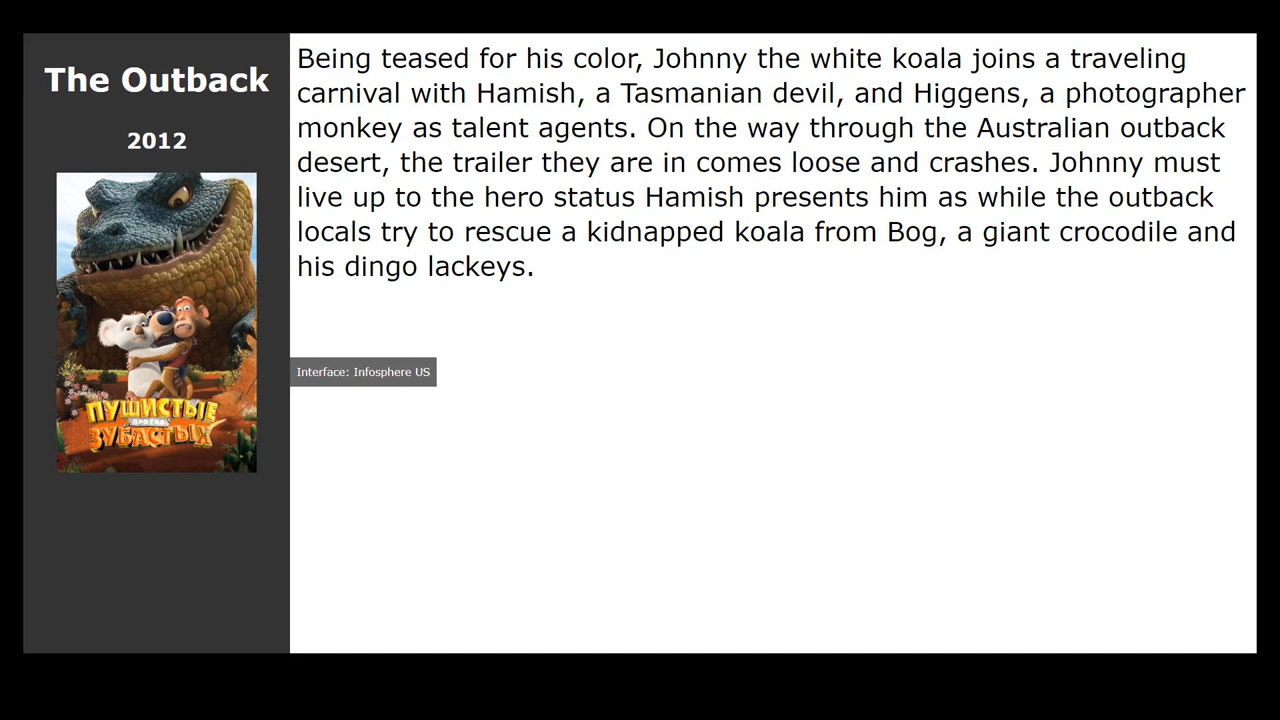 The Outback
2012
ПУШИСТЫЕ
ПРОТИВ
ЗУБАСТЫХ
Being teased for his color, Johnny the white koala joins a traveling
carnival with Hamish, a Tasmanian devil, and Higgens, a photographer
monkey as talent agents. On the way through the Australian outback
desert, the trailer they are in comes loose and crashes. Johnny must
live up to the hero status Hamish presents him as while the outback
locals try to rescue a kidnapped koala from Bog, a giant crocodile and
his dingo lackeys.
Interface: Infosphere US